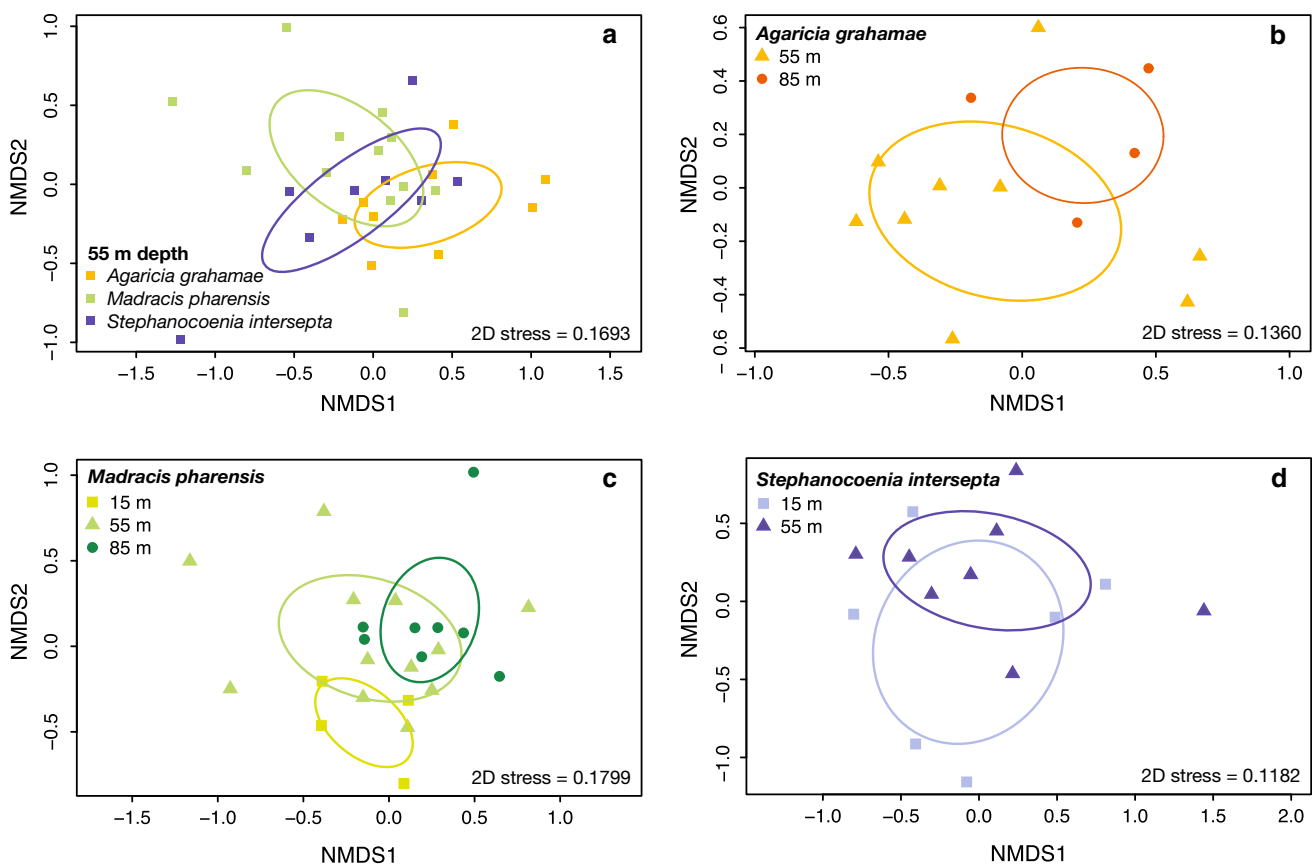 a
1.0
0.5
0.0
−0.5
−1.0
NMDS2
55 m depth
Agaricia grahamae
Madracis pharensis
Stephanocoenia intersepta
2D stress = 0.1693
−1.5 −1.0 −0.5 0.0 0.5 1.0 1.5
NMDS1
b
Agaricia grahamae
55 m
85 m
0.6
0.4
0.2
0.0
−0.2
−0.4
− 0.6
NMDS2
2D stress = 0.1360
−1.0 −0.5 0.0 0.5 1.0
NMDS1
c
Madracis pharensis
15 m
55 m
85 m
1.0
0.5
0.0
−0.5
NMDS2
2D stress = 0.1799
−1.5 −1.0 −0.5 0.0 0.5 1.0
NMDS1
d
Stephanocoenia intersepta
15 m
55 m
0.5
0.0
−0.5
−1.0
NMDS2
2D stress = 0.1182
−1.0 −0.5 0.0 0.5 1.0 1.5 2.0
NMDS1